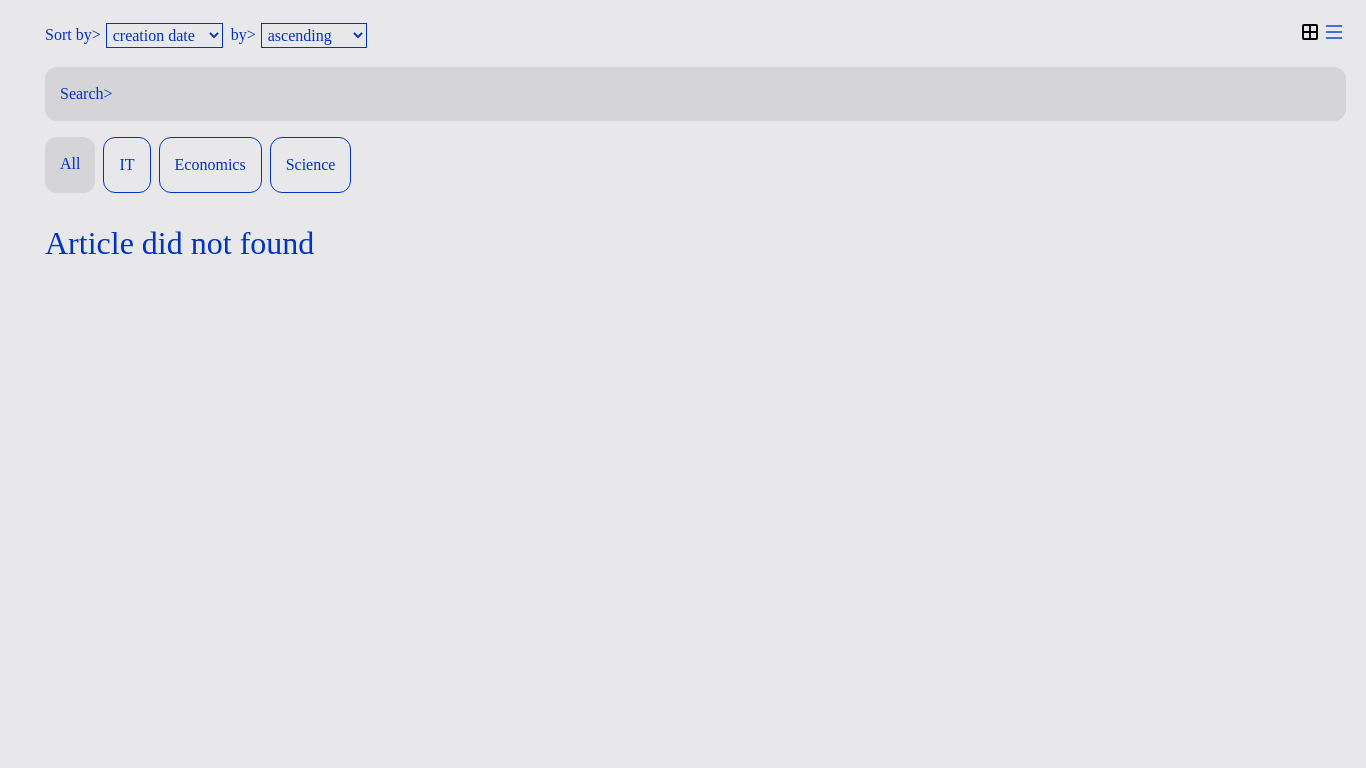 Sort by> creation date by> ascending
Search>
All IT Economics Science
Article did not found